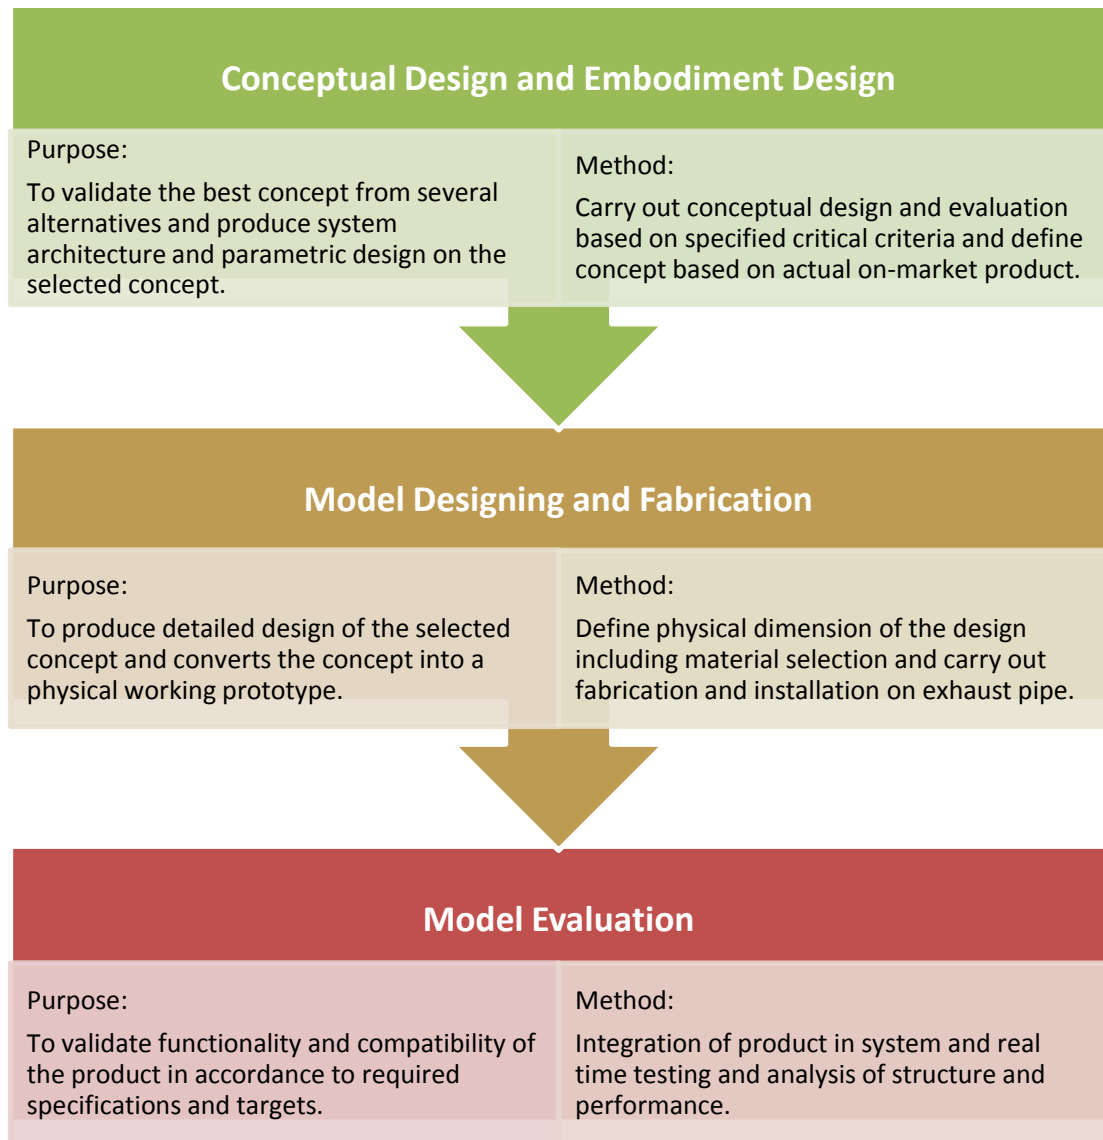 Conceptual Design and Embodiment Design
Purpose:
To validate the best concept from several
alternatives and produce system
architecture and parametric design on the
selected concept.
Method:
Carry out conceptual design and evaluation
based on specified critical criteria and define
concept based on actual on-market product.
Model Designing and Fabrication
Purpose:
To produce detailed design of the selected
concept and converts the concept into a
physical working prototype.
Method:
Define physical dimension of the design
including material selection and carry out
fabrication and installation on exhaust pipe.
Model Evaluation
Purpose:
To validate functionality and compatibility of
the product in accordance to required
specifications and targets.
Method:
Integration of product in system and real
time testing and analysis of structure and
performance.